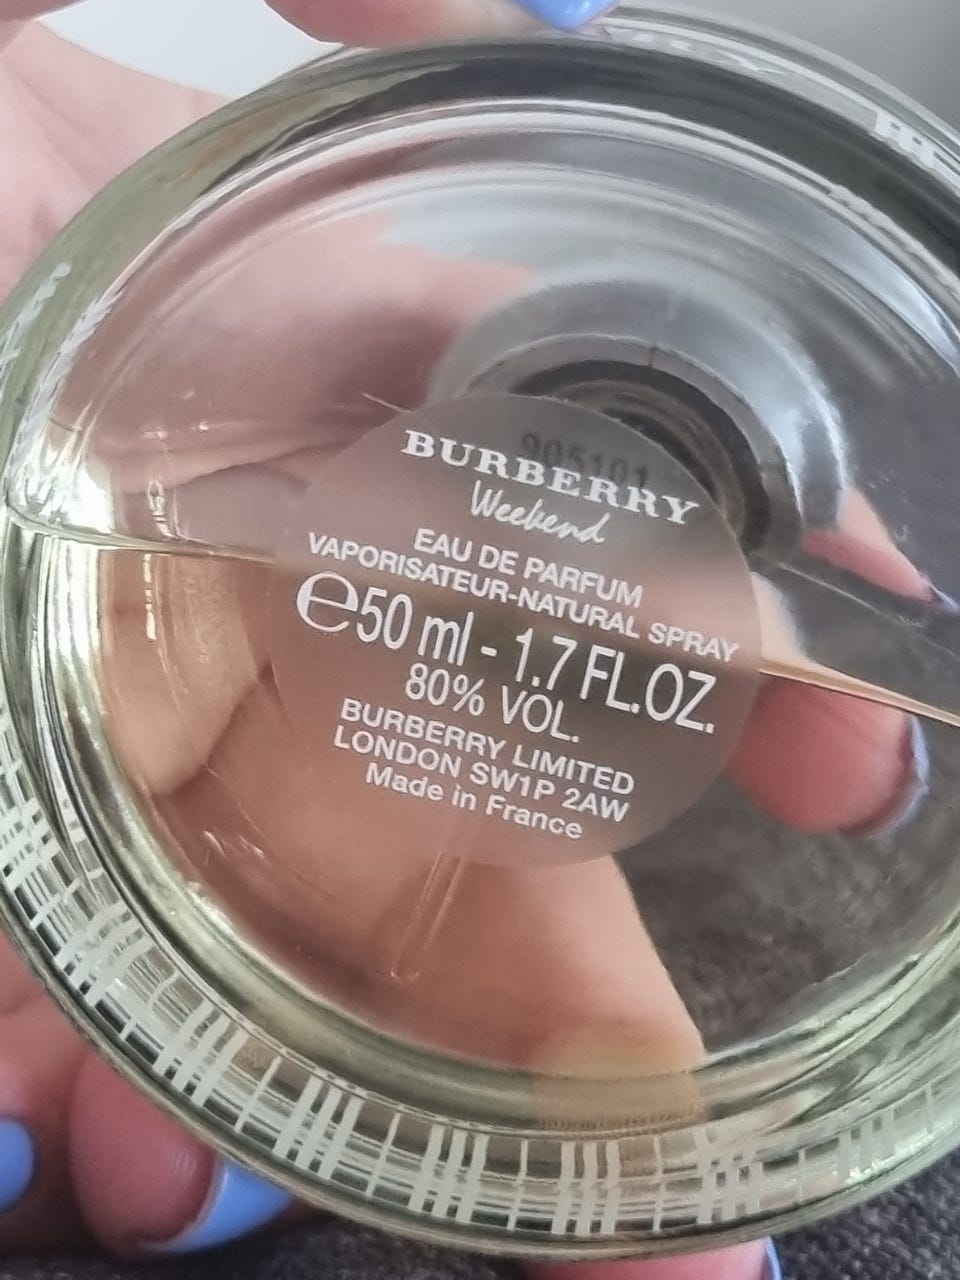 905101
BURBERRY
Weekend
EAU DE PARFUM
VAPORISATEUR-NATURAL SPRAY
℮50 ml - 1.7 FL.OZ.
80% VOL.
BURBERRY LIMITED
LONDON SW1P 2AW
Made in France